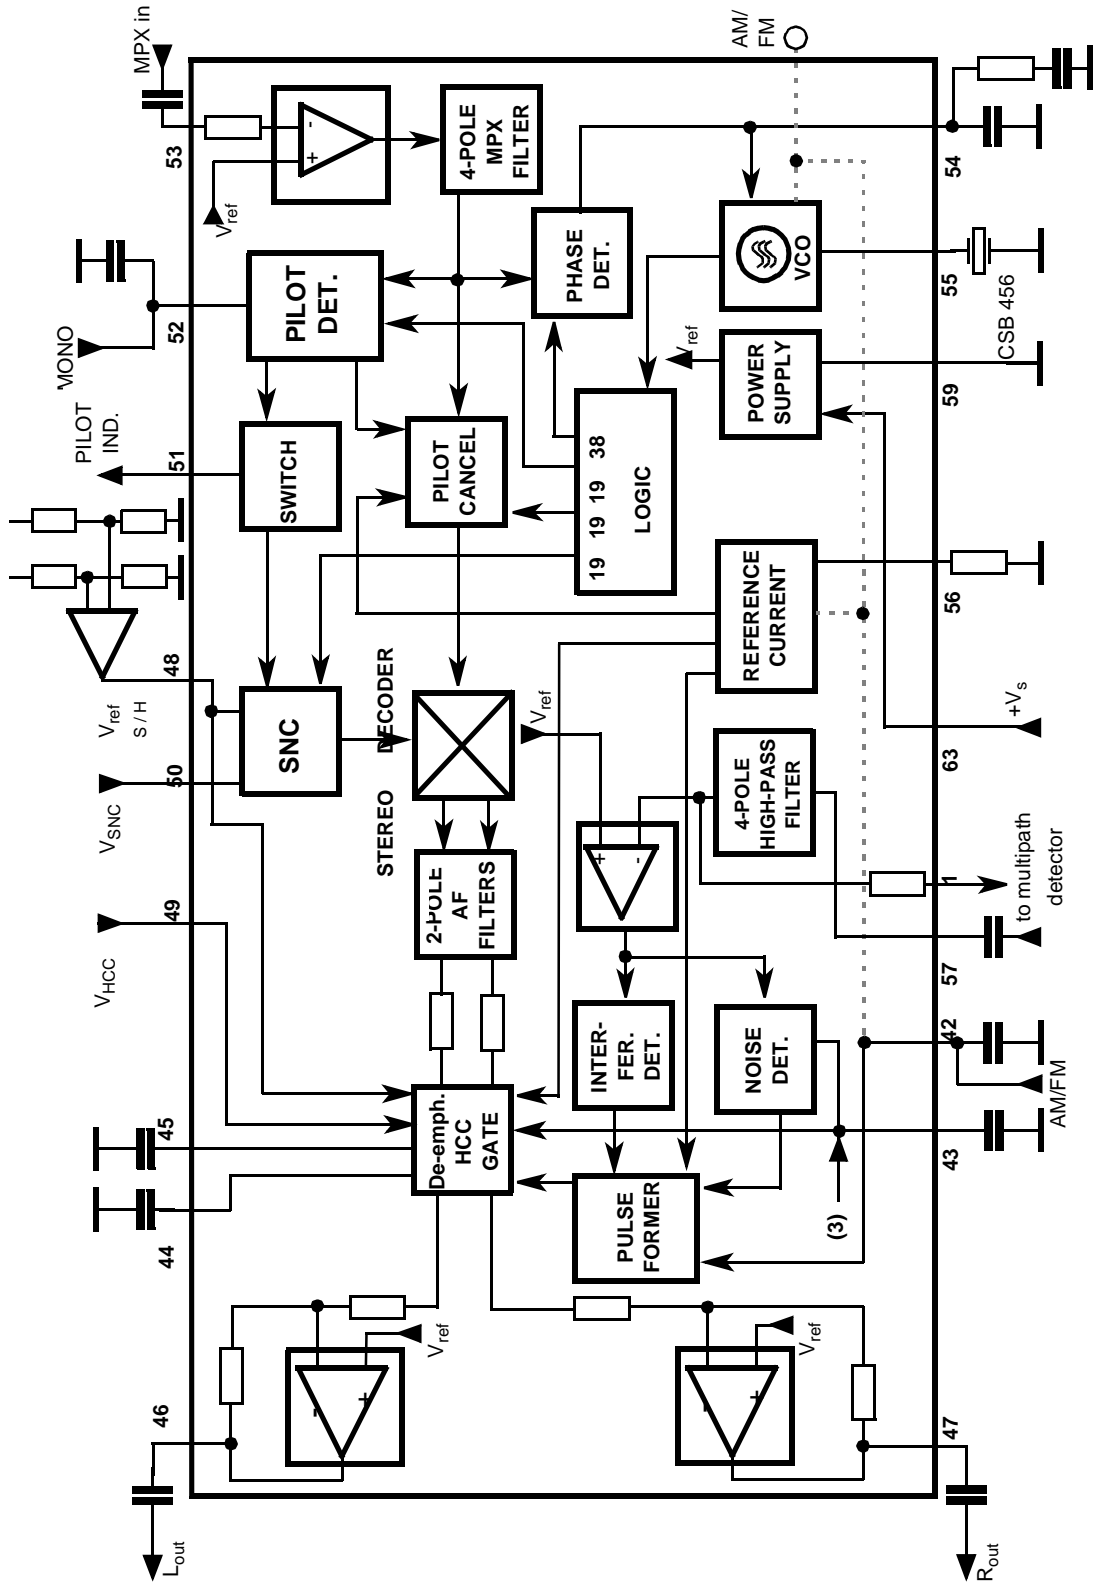 MPX in
53
Vref
+
-
4-POLE
MPX
FILTER
AM/
FM
54
MONO
52
PILOT
DET.
PHASE
DET.
VCO
55
CSB 456
PILOT
IND.
51
SWITCH
PILOT
CANCEL
38
19
19
19
LOGIC
Vref
POWER
SUPPLY
59
48
Vref
S / H
SNC
STEREO DECODER
Vref
REFERENCE
CURRENT
56
VSNC
50
+Vs
63
4-POLE
HIGH-PASS
FILTER
+
-
1
to multipath
detector
VHCC
49
2-POLE
AF
FILTERS
57
INTER-
FER.
DET.
NOISE
DET.
42
AM/FM
45
De-emph.
HCC
GATE
43
44
PULSE
FORMER
(3)
Vref
-
+
46
Lout
Vref
-
+
47
Rout